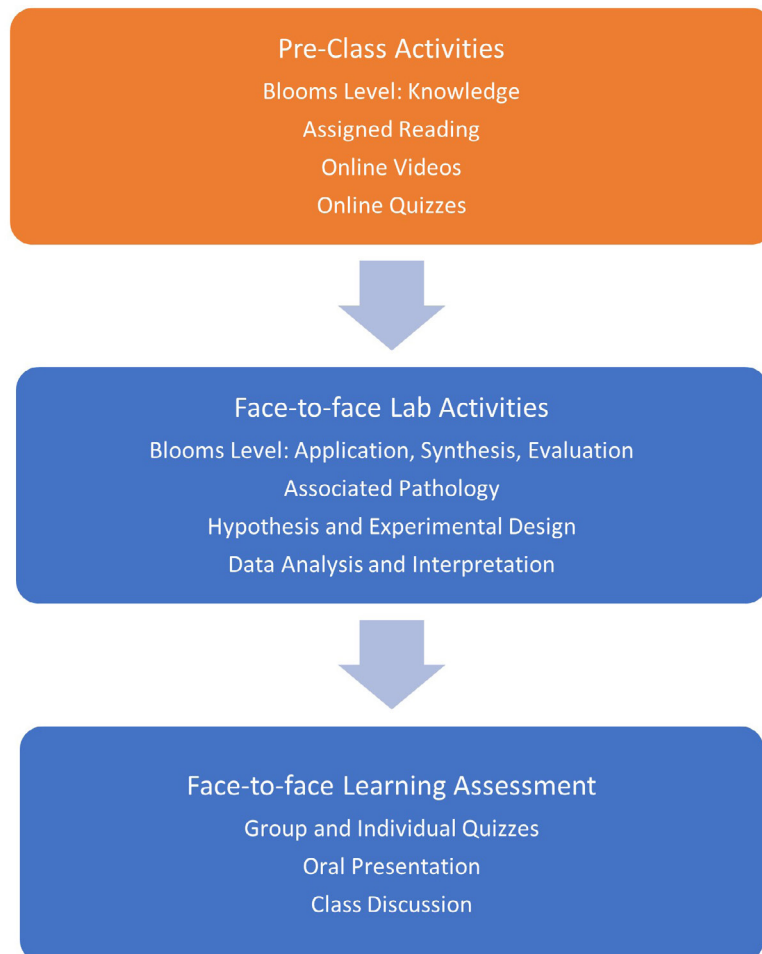 Pre-Class Activities
Blooms Level: Knowledge
Assigned Reading
Online Videos
Online Quizzes
Face-to-face Lab Activities
Blooms Level: Application, Synthesis, Evaluation
Associated Pathology
Hypothesis and Experimental Design
Data Analysis and Interpretation
Face-to-face Learning Assessment
Group and Individual Quizzes
Oral Presentation
Class Discussion